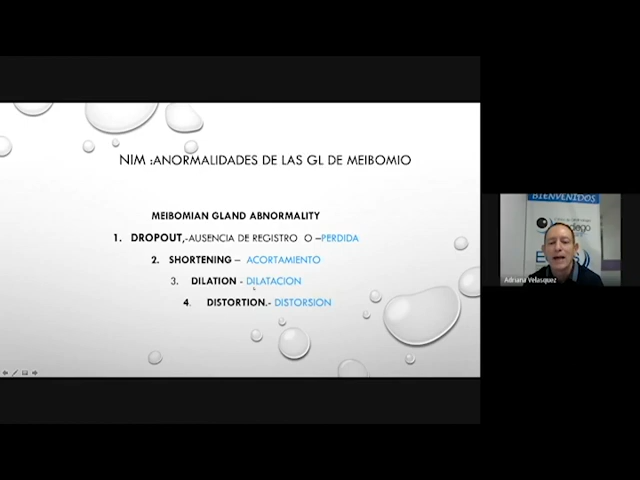 NIM :ANORMALIDADES DE LAS GL DE MEIBOMIO
MEIBOMIAN GLAND ABNORMALITY
1. DROPOUT,-AUSENCIA DE REGISTRO O –PERDIDA
2. SHORTENING – ACORTAMIENTO
3. DILATION - DILATACION
4. DISTORTION.- DISTORSION
BIENVENIDOS
Adriana Velasquez